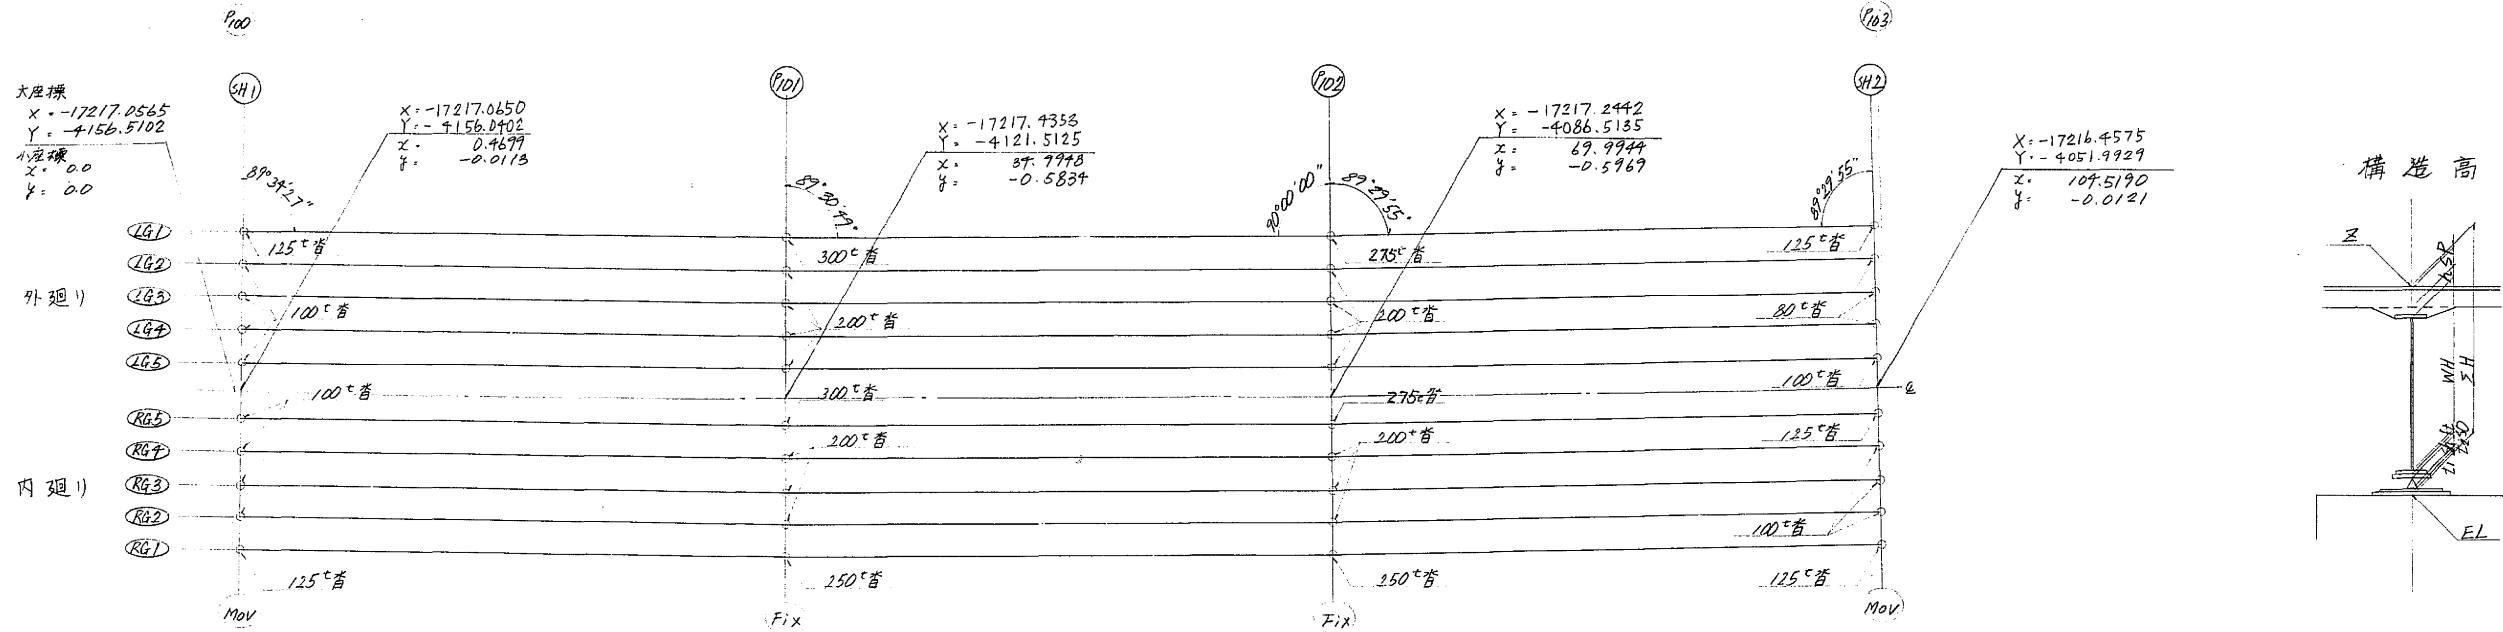 P100
P103
SH1
P101
P102
SH2
大座標
X=-17217.0565
Y=-4156.5102
小座標
x= 0.0
y= 0.0
X=-17217.0650
Y=-4156.0402
x= 0.4699
y= -0.0113
X=-17217.4353
Y=-4121.5125
x= 34.9948
y= -0.5834
X=-17217.2442
Y= -4086.5135
x= 69.9944
y= -0.5969
X=-17216.4575
Y=-4051.9929
x= 104.5190
y= -0.0121
構造高
89°34'27"
89°30'49"
90°00'00"
89°29'55"
89°29'55"
LG1
125t沓
300t沓
275t沓
125t沓
LG2
外廻り
LG3
100t沓
200t沓
200t沓
80t沓
LG4
LG5
100t沓
300t沓
275t沓
100t沓
℄
RG5
200t沓
200t沓
125t沓
RG4
内廻り
RG3
RG2
100t沓
RG1
125t沓
250t沓
250t沓
125t沓
Mov
Fix
Fix
Mov
Z
HM
H3
EL